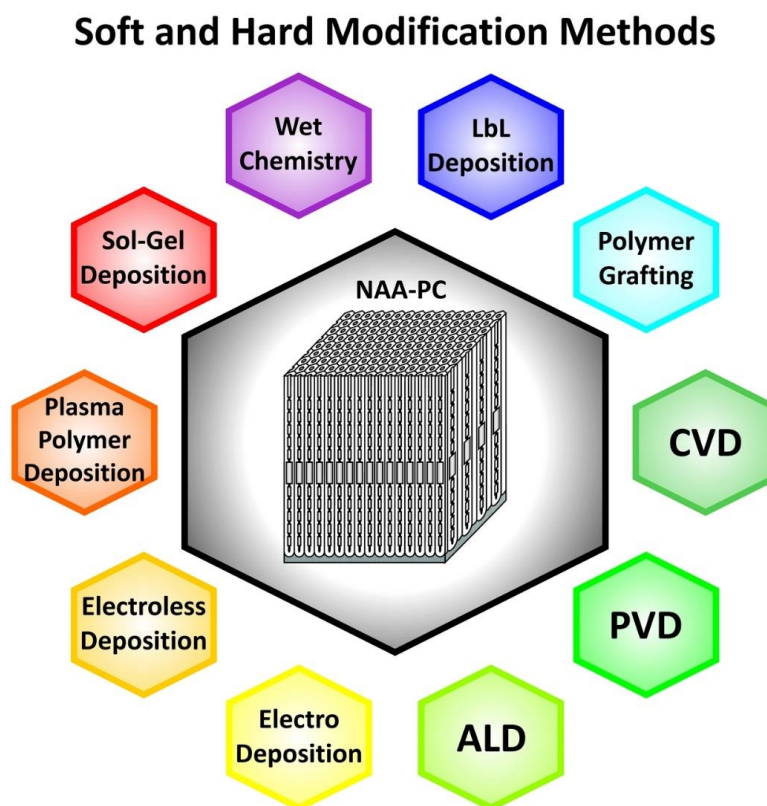 Soft and Hard Modification Methods
Wet
Chemistry
LbL
Deposition
Sol-Gel
Deposition
Polymer
Grafting
NAA-PC
Plasma
Polymer
Deposition
CVD
Electroless
Deposition
PVD
Electro
Deposition
ALD